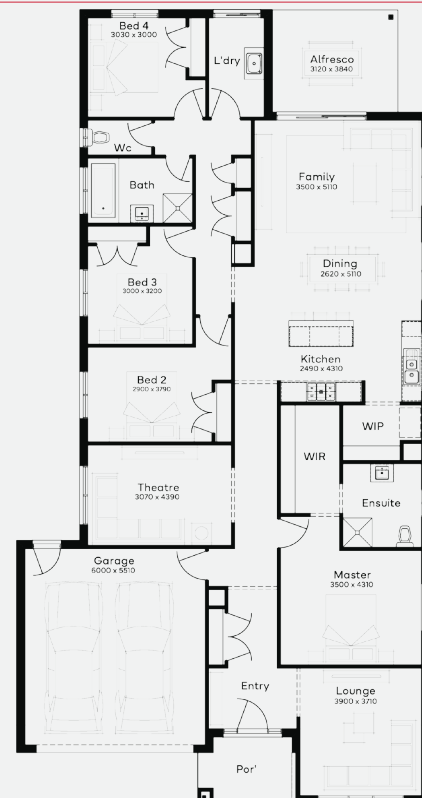 Bed 4
3030 x 3000
L'dry
Alfresco
3120 x 3840
Wc
Bath
Family
3500 x 5110
Dining
2620 x 5110
Bed 3
3000 x 3200
Kitchen
2490 x 4310
Bed 2
2900 x 3790
WIP
WIR
Theatre
3070 x 4390
Ensuite
Garage
6000 x 5510
Master
3500 x 4310
Entry
Lounge
3900 x 3710
Por'